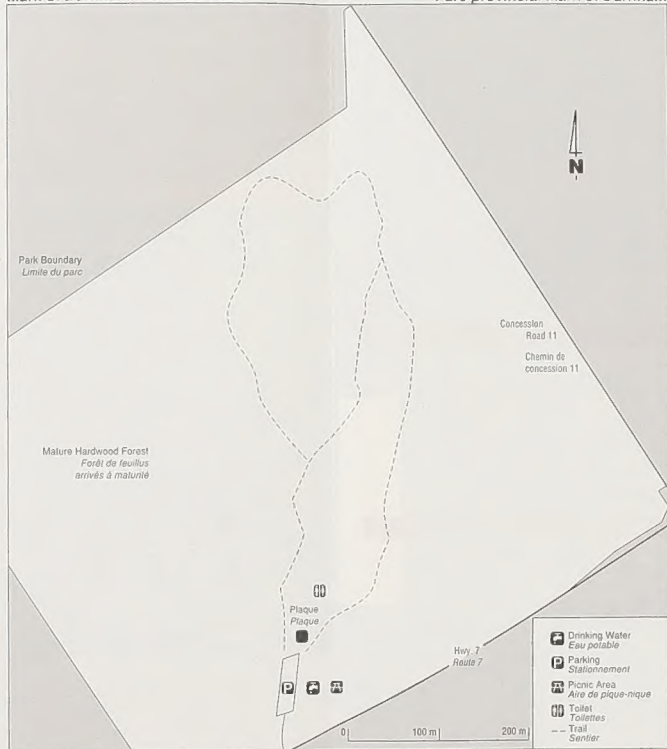 N
Park Boundary
Limite du parc
Concession
Road 11
Chemin de
concession 11
Mature Hardwood Forest
Forêt de feuillus
arrivés à maturité
Plaque
Plaque
P
Hwy. 7
Route 7
0
100 m
200 m
Drinking Water
Eau potable
P
Parking
Stationnement
Picnic Area
Aire de pique-nique
Toilet
Toilettes
Trail
Sentier